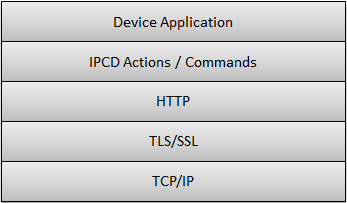 Device Application
IPCD Actions / Commands
HTTP
TLS/SSL
TCP/IP